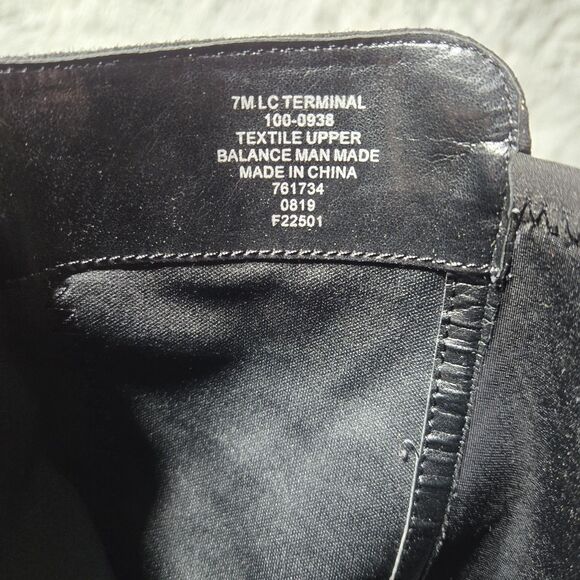 7M LC TERMINAL
100-0938
TEXTILE UPPER
BALANCE MAN MADE
MADE IN CHINA
761734
0819
F22501